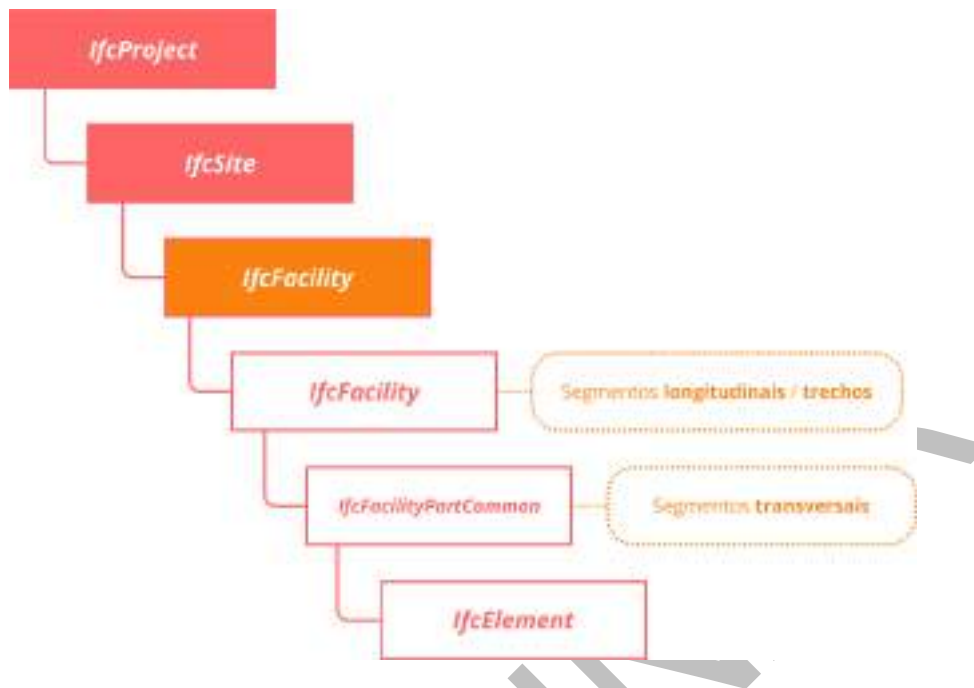 IfcProject
IfcSite
IfcFacility
IfcFacility
Segmentos longitudinais / trechos
IfcFacilityPartCommon
Segmentos transversais
IfcElement